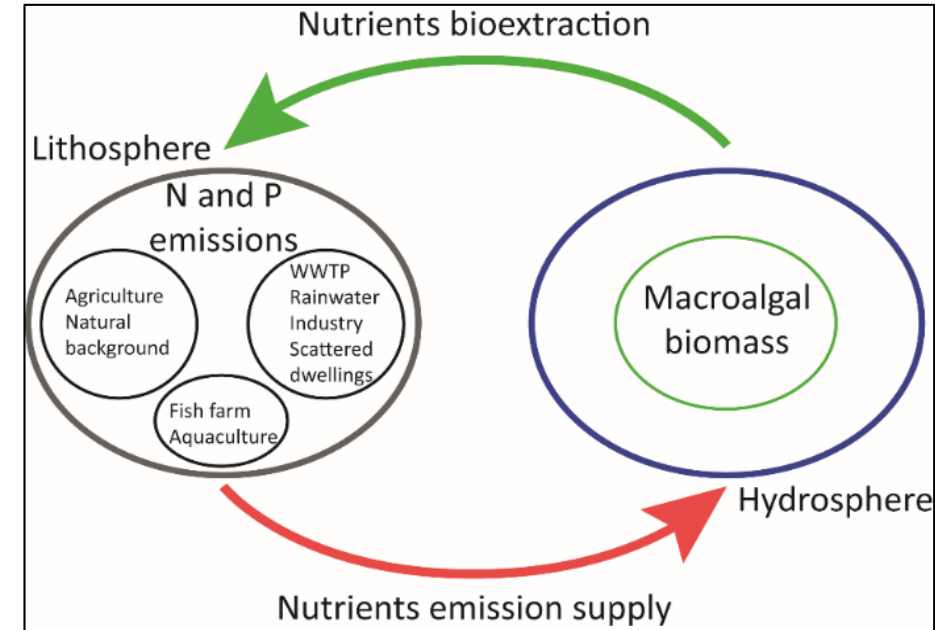 Nutrients bioextraction
Lithosphere
N and P
emissions
Agriculture
Natural
background
WWTP
Rainwater
Industry
Scattered
dwellings
Fish farm
Aquaculture
Macroalgal
biomass
Hydrosphere
Nutrients emission supply